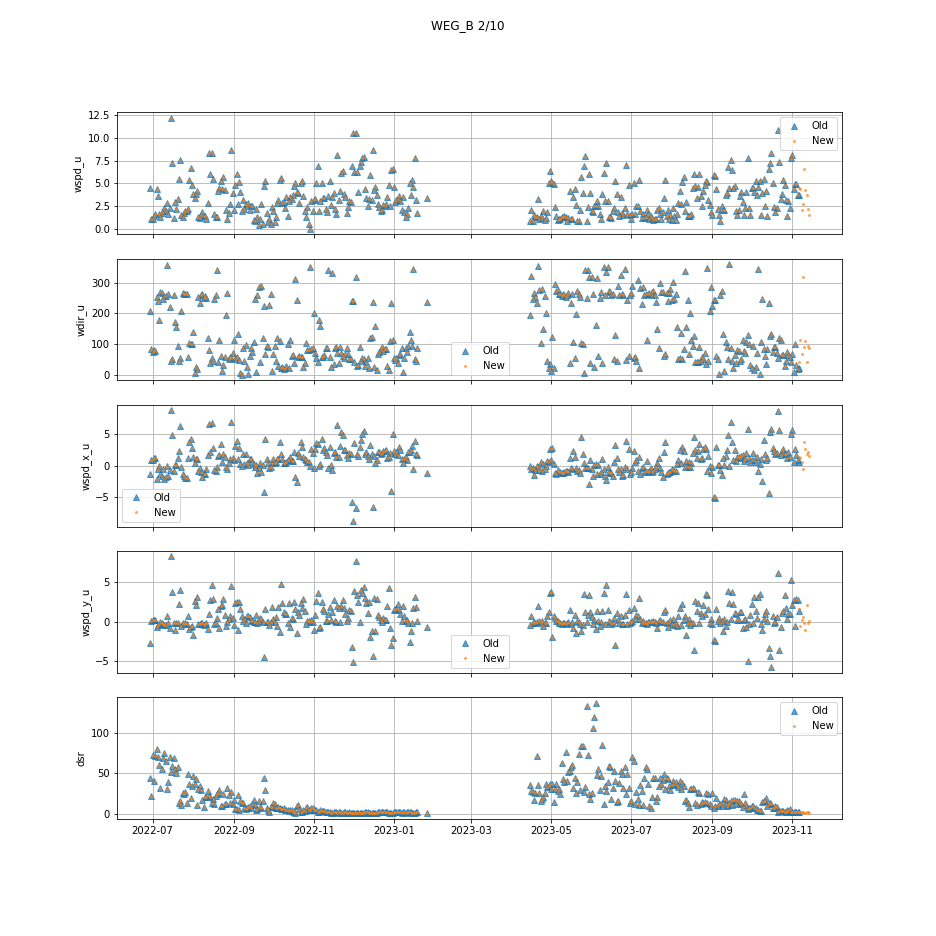 WEG_B 2/10
12.5
10.0
7.5
5.0
2.5
0.0
wspd_u
Old
New
300
200
100
0
wdir_u
Old
New
5
0
−5
wspd_x_u
Old
New
5
0
−5
wspd_y_u
Old
New
100
50
0
dsr
Old
New
2022-07
2022-09
2022-11
2023-01
2023-03
2023-05
2023-07
2023-09
2023-11